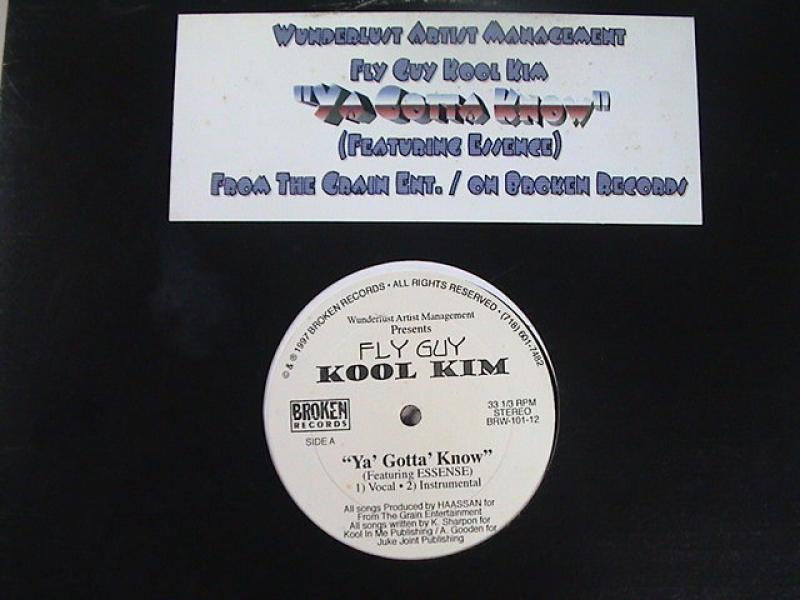 Wunderlust Artist Management
Fly Guy Kool Kim
"Ya Gotta Know"
(Featuring Essence)
From The Grain Ent. / on Broken Records
© & ℗ 1997 BROKEN RECORDS • ALL RIGHTS RESERVED • (718) 601-7482
Wunderlust Artist Management
Presents
FLY GUY
KOOL KIM
BROKEN
RECORDS
33 1/3 RPM
STEREO
BRW-101-12
SIDE A
"Ya' Gotta' Know"
(Featuring ESSENSE)
1) Vocal • 2) Instrumental
All songs Produced by HAASSAN for
From The Grain Entertainment
All songs written by K. Sharpon for
Kool In Me Publishing / A. Gooden for
Juke Joint Publishing